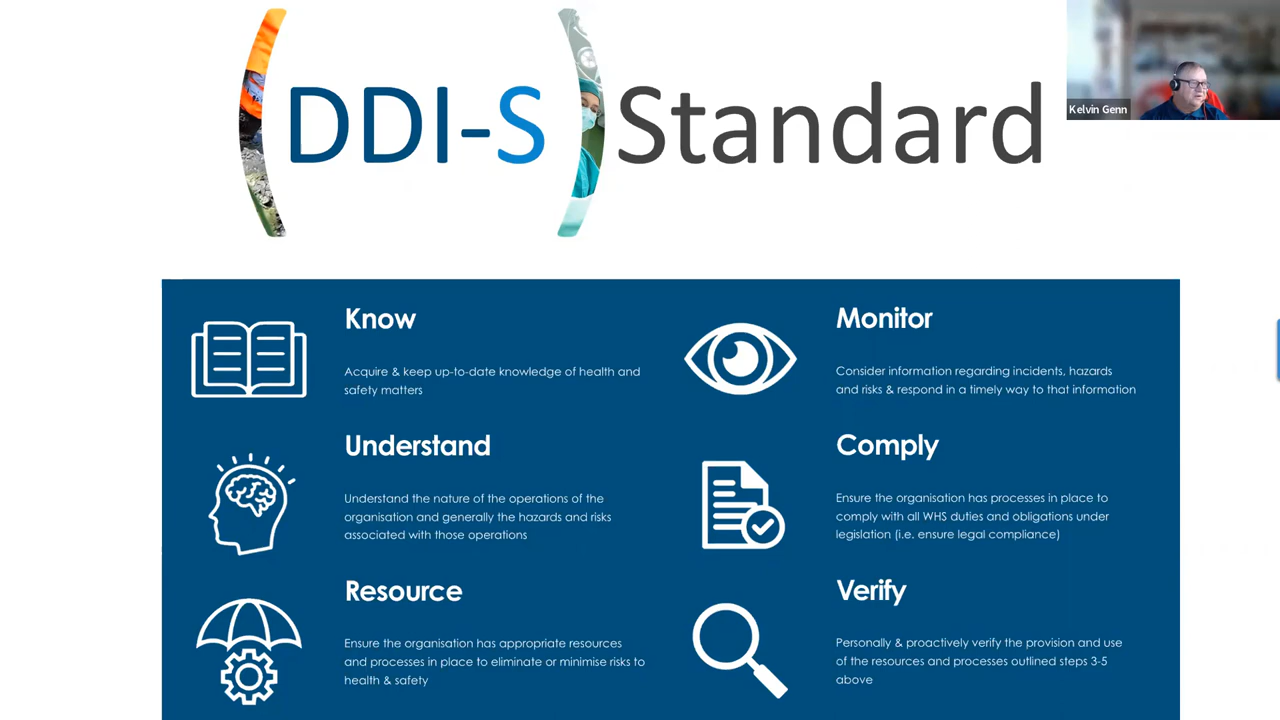 DDI-S Standard
Kelvin Genn
Know
Acquire & keep up-to-date knowledge of health and
safety matters
Understand
Understand the nature of the operations of the
organisation and generally the hazards and risks
associated with those operations
Resource
Ensure the organisation has appropriate resources
and processes in place to eliminate or minimise risks to
health & safety
Monitor
Consider information regarding incidents, hazards
and risks & respond in a timely way to that information
Comply
Ensure the organisation has processes in place to
comply with all WHS duties and obligations under
legislation (i.e. ensure legal compliance)
Verify
Personally & proactively verify the provision and use
of the resources and processes outlined steps 3-5
above